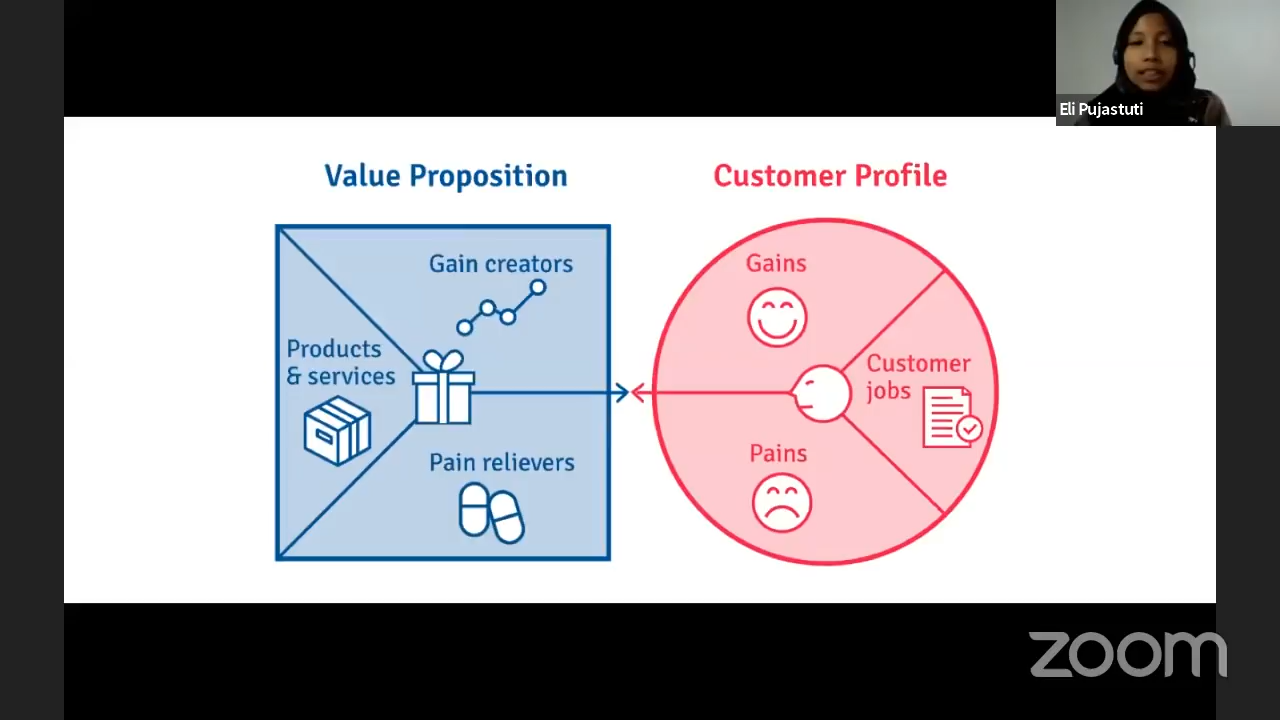 Eli Pujastuti
Value Proposition
Customer Profile
Gain creators
Products
& services
Pain relievers
Gains
Customer
jobs
Pains
zoom